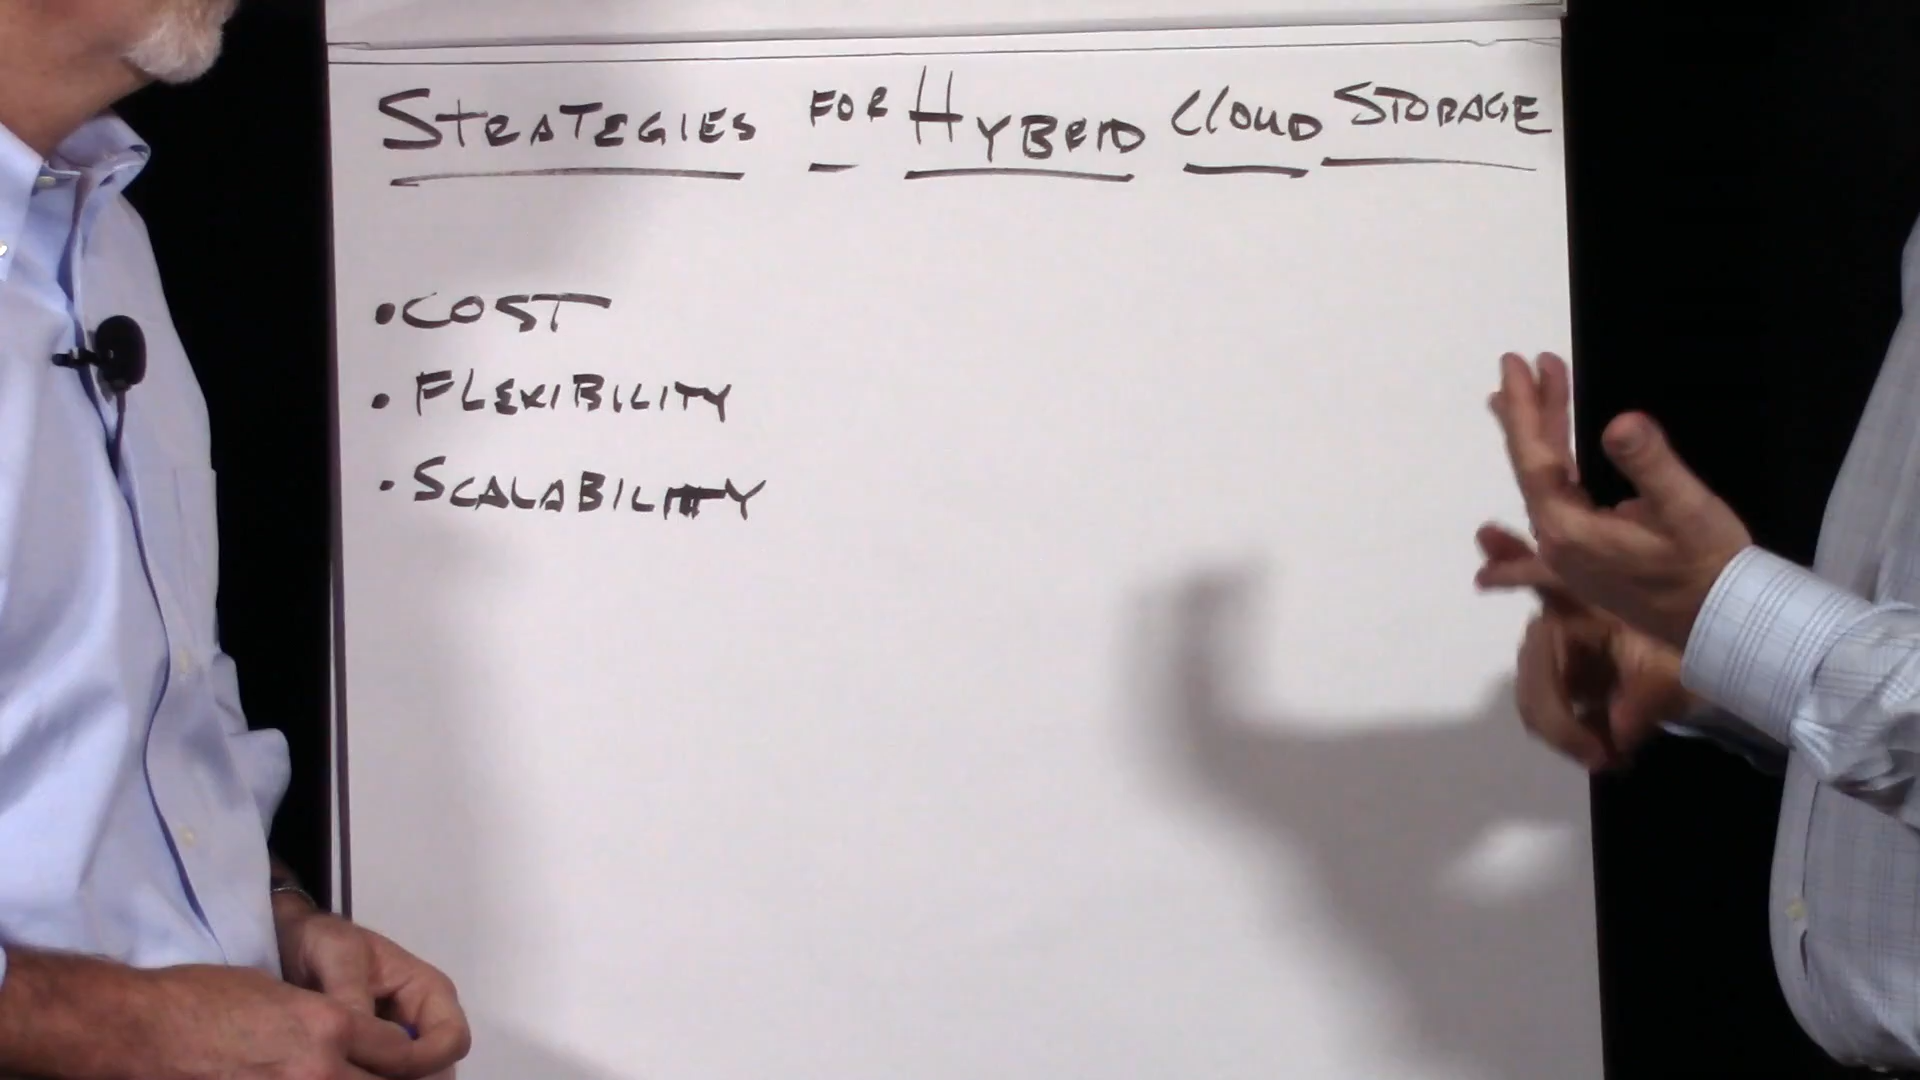 STRATEGIES FOR HYBRID CLOUD STORAGE
• COST
• FLEXIBILITY
• SCALABILITY